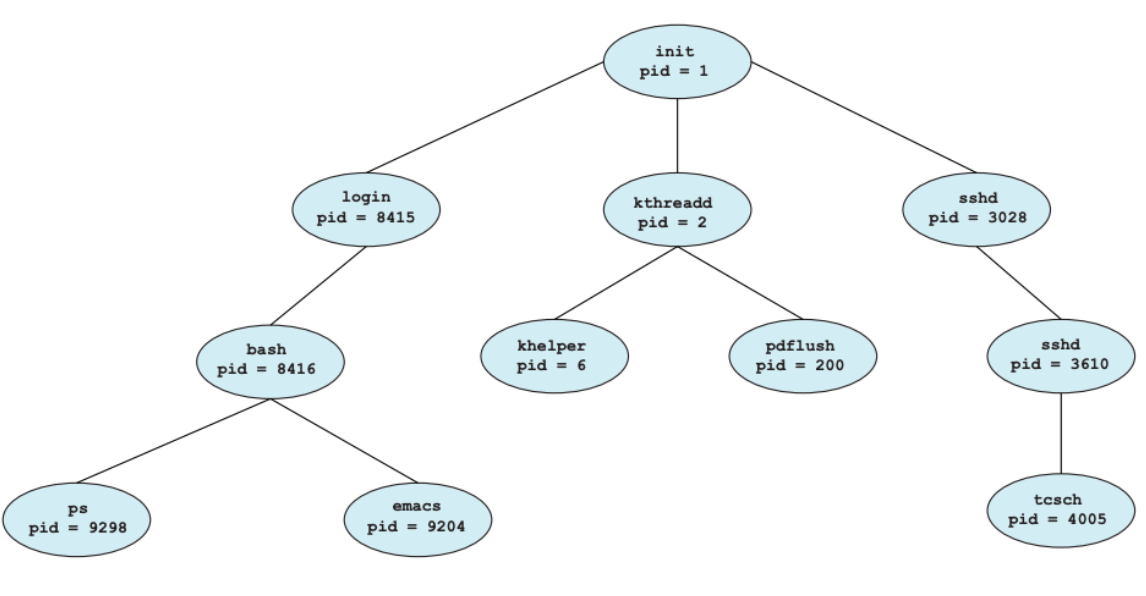 init
pid = 1
login
pid = 8415
kthreadd
pid = 2
sshd
pid = 3028
bash
pid = 8416
khelper
pid = 6
pdflush
pid = 200
sshd
pid = 3610
ps
pid = 9298
emacs
pid = 9204
tcsch
pid = 4005